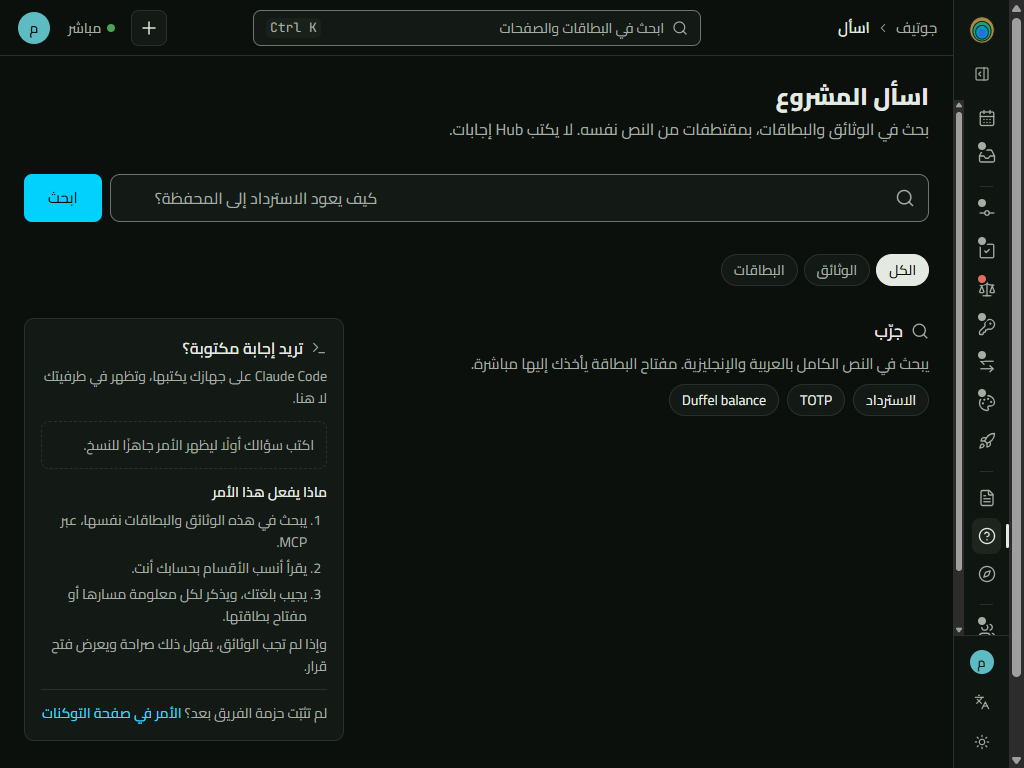 جوتيف
اسأل
ابحث في البطاقات والصفحات
Ctrl K
مباشر
م
اسأل المشروع
بحث في الوثائق والبطاقات، بمقتطفات من النص نفسه. لا يكتب Hub إجابات.
كيف يعود الاسترداد إلى المحفظة؟
ابحث
الكل
الوثائق
البطاقات
جرّب
يبحث في النص الكامل بالعربية والإنجليزية. مفتاح البطاقة يأخذك إليها مباشرة.
الاسترداد
TOTP
Duffel balance
تريد إجابة مكتوبة؟
Claude Code على جهازك يكتبها، وتظهر في طرفيتك
لا هنا.
اكتب سؤالك أولًا ليظهر الأمر جاهزًا للنسخ.
ماذا يفعل هذا الأمر
1. يبحث في هذه الوثائق والبطاقات نفسها، عبر
MCP.
2. يقرأ أنسب الأقسام بحسابك أنت.
3. يجيب بلغتك، ويذكر لكل معلومة مسارها أو
مفتاح بطاقتها.
وإذا لم تجب الوثائق، يقول ذلك صراحة ويعرض فتح
قرار.
لم تثبّت حزمة الفريق بعد؟ الأمر في صفحة التوكنات
م